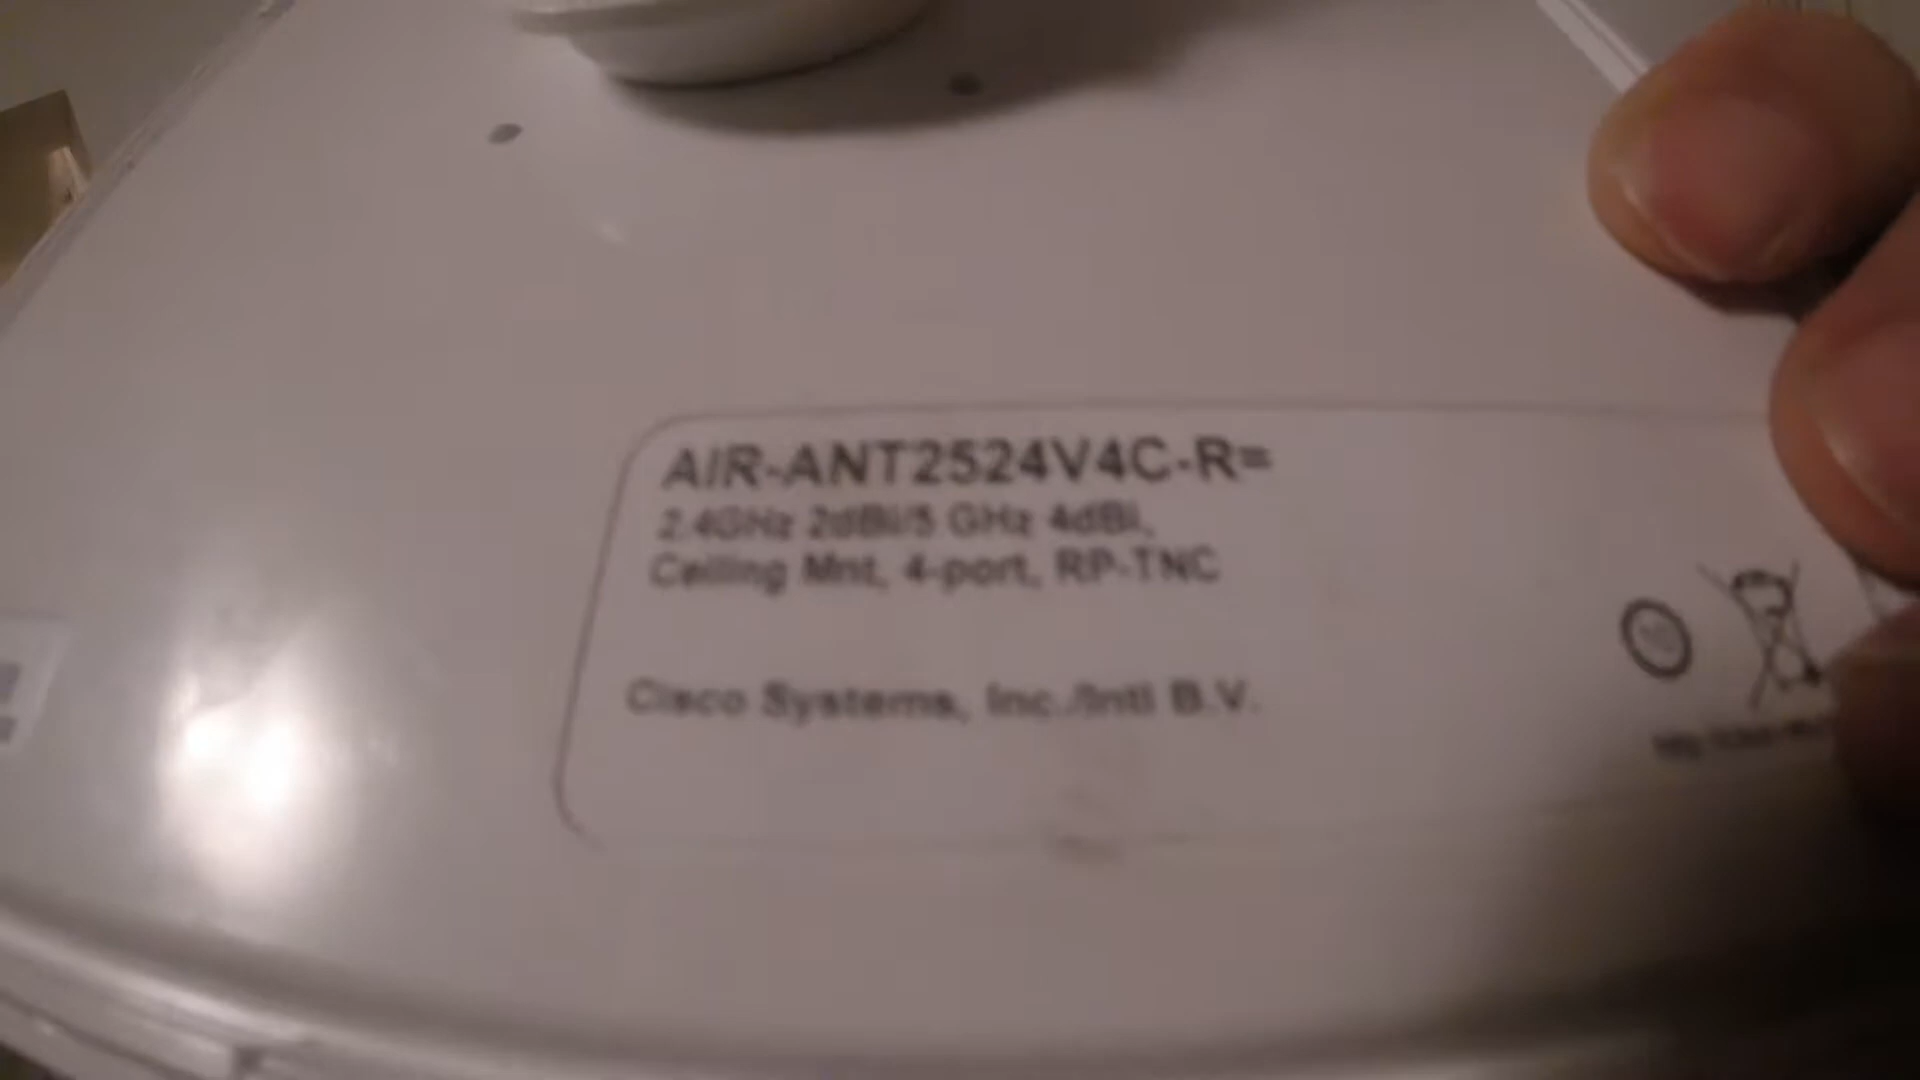 AIR-ANT2524V4C-R=
2.4GHz 2dBi/5 GHz 4dBi,
Ceiling Mnt, 4-port, RP-TNC
Cisco Systems, Inc./Intl B.V.